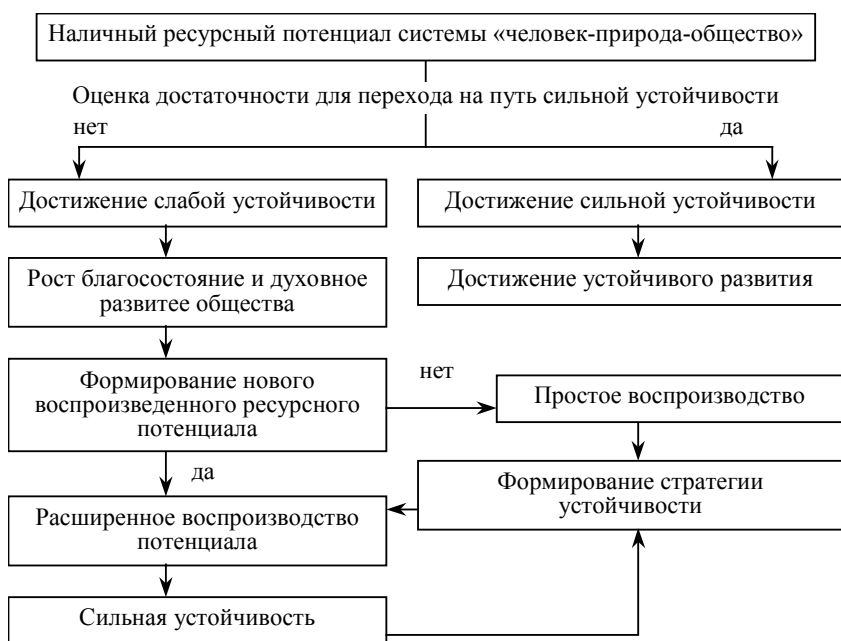 Наличный ресурсный потенциал системы «человек-природа-общество»
Оценка достаточности для перехода на путь сильной устойчивости
нет
да
Достижение слабой устойчивости
Достижение сильной устойчивости
Рост благосостояние и духовное
развитее общества
Достижение устойчивого развития
Формирование нового
воспроизведенного ресурсного
потенциала
нет
Простое воспроизводство
да
Формирование стратегии
устойчивости
Расширенное воспроизводство
потенциала
Сильная устойчивость